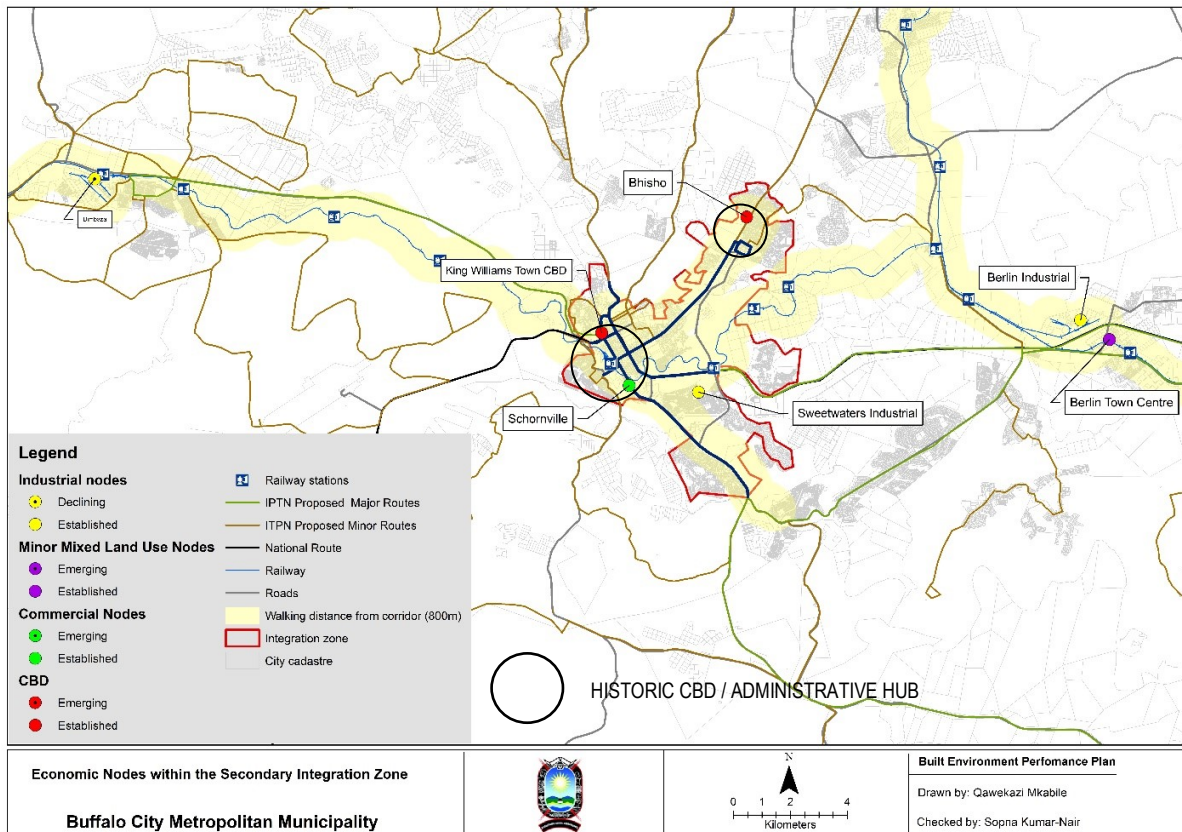 Bhisho
Dimbaza
King Williams Town CBD
Berlin Industrial
Schornville
Sweetwaters Industrial
Berlin Town Centre
Legend
Industrial nodes
Declining
Established
Minor Mixed Land Use Nodes
Emerging
Established
Commercial Nodes
Emerging
Established
CBD
Emerging
Established
Railway stations
IPTN Proposed Major Routes
ITPN Proposed Minor Routes
National Route
Railway
Roads
Walking distance from corridor (800m)
Integration zone
City cadastre
HISTORIC CBD / ADMINISTRATIVE HUB
Economic Nodes within the Secondary Integration Zone
Buffalo City Metropolitan Municipality
N
0 1 2 4
Kilometers
Built Environment Perfomance Plan
Drawn by: Qawekazi Mkabile
Checked by: Sopna Kumar-Nair